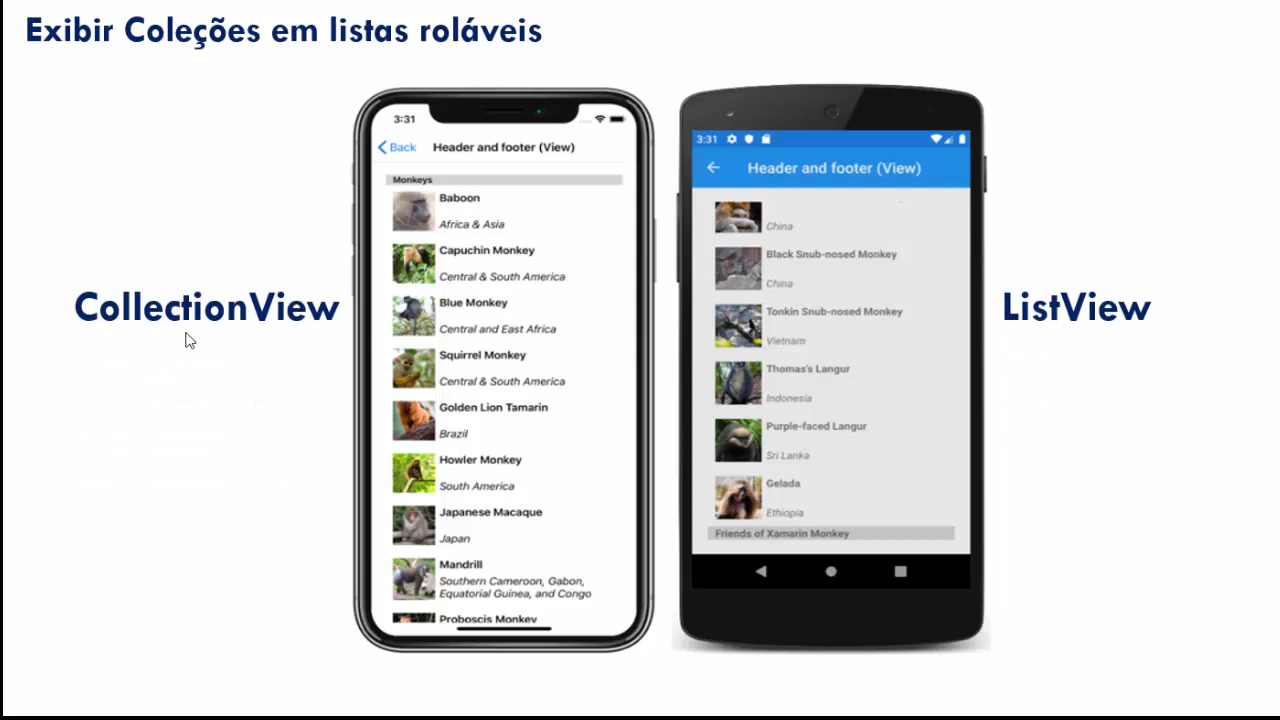 Exibir Coleções em listas roláveis
CollectionView
3:31
Back
Header and footer (View)
Monkeys
Baboon
Africa & Asia
Capuchin Monkey
Central & South America
Blue Monkey
Central and East Africa
Squirrel Monkey
Central & South America
Golden Lion Tamarin
Brazil
Howler Monkey
South America
Japanese Macaque
Japan
Mandrill
Southern Cameroon, Gabon,
Equatorial Guinea, and Congo
Proboscis Monkey
3:31
Header and footer (View)
China
Black Snub-nosed Monkey
China
Tonkin Snub-nosed Monkey
Vietnam
Thomas's Langur
Indonesia
Purple-faced Langur
Sri Lanka
Gelada
Ethiopia
Friends of Xamarin Monkey
ListView